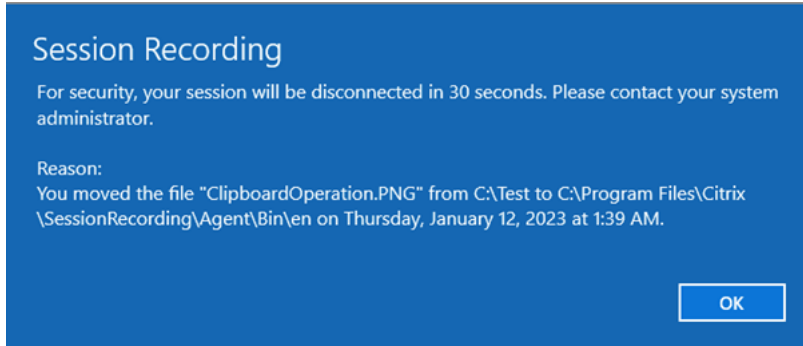 Session Recording
For security, your session will be disconnected in 30 seconds. Please contact your system
administrator.
Reason:
You moved the file "ClipboardOperation.PNG" from C:\Test to C:\Program Files\Citrix
\SessionRecording\Agent\Bin\en on Thursday, January 12, 2023 at 1:39 AM.
OK